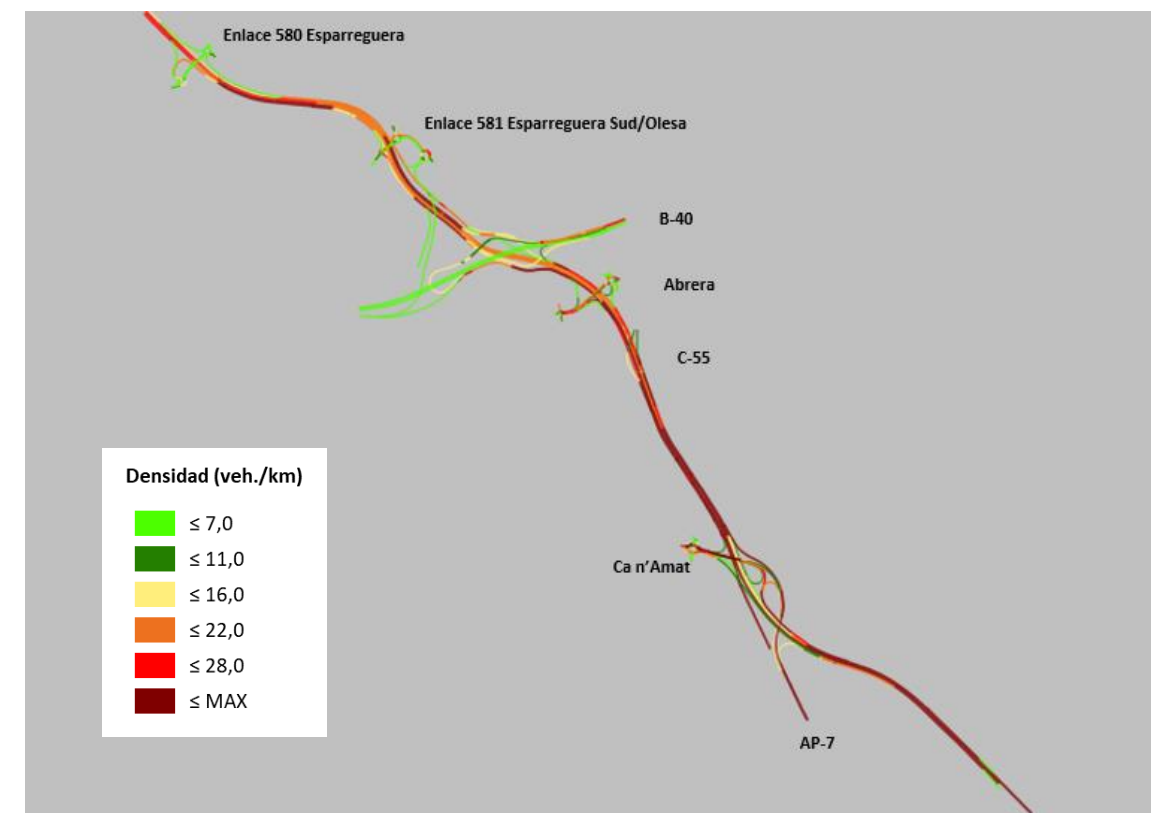 Enlace 580 Esparreguera
Enlace 581 Esparreguera Sud/Olesa
B-40
Abrera
C-55
Densidad (veh./km)
≤ 7,0
≤ 11,0
≤ 16,0
≤ 22,0
≤ 28,0
≤ MAX
Ca n'Amat
AP-7